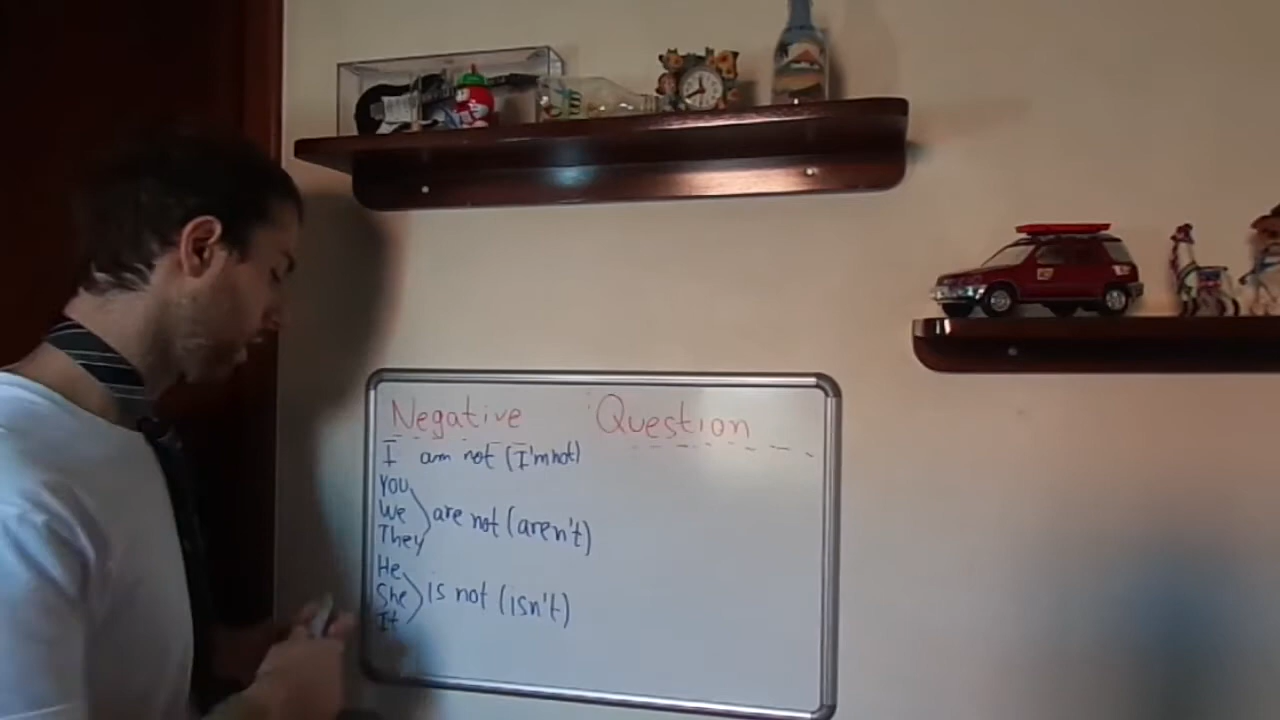 Negative Question
I am not (I'm not)
You
We are not (aren't)
They
He
She is not (isn't)
It